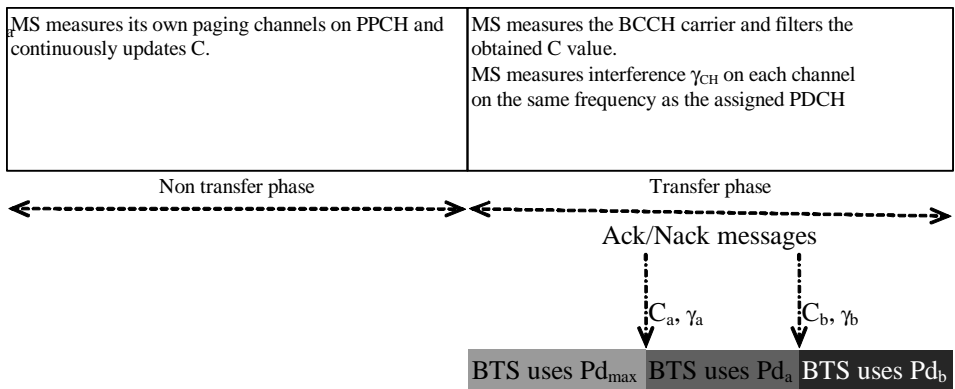 MS measures its own paging channels on PPCH and
a
continuously updates C.
MS measures the BCCH carrier and filters the
obtained C value.
MS measures interference γCH on each channel
on the same frequency as the assigned PDCH
Non transfer phase
Transfer phase
Ack/Nack messages
Ca, γa
Cb, γb
BTS uses Pdmax
BTS uses Pda
BTS uses Pdb